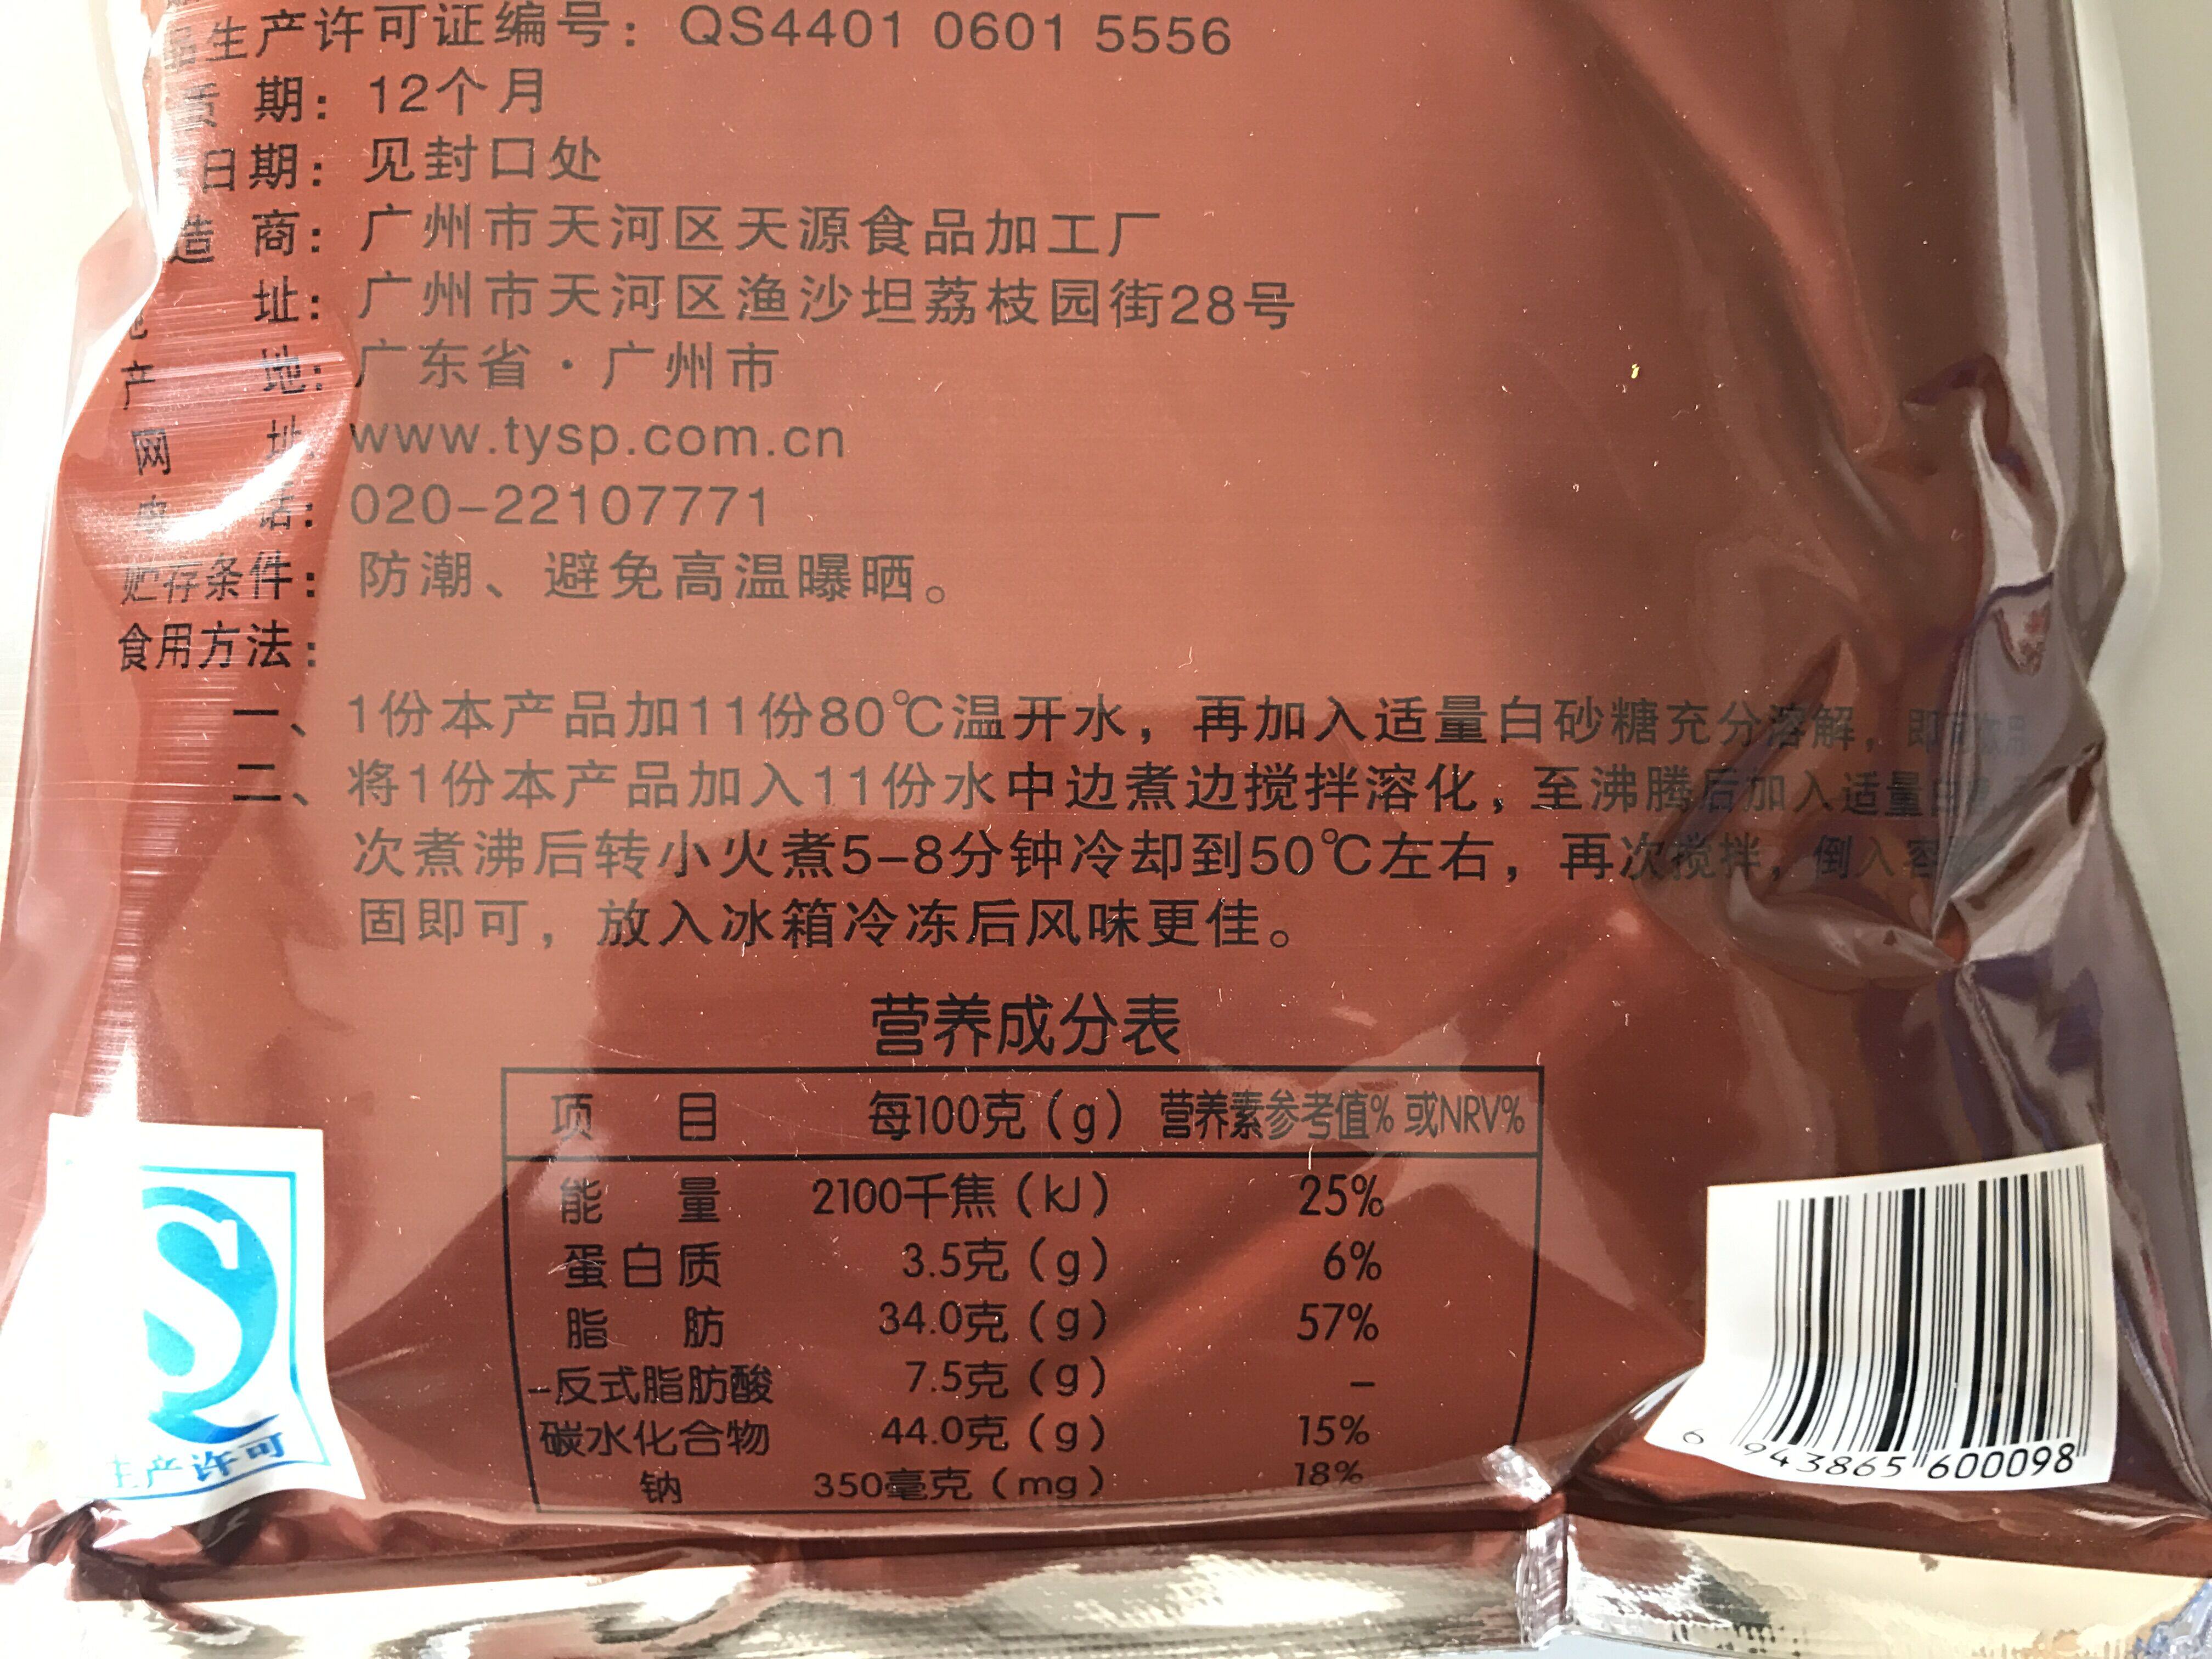 品生产许可证编号：QS4401 0601 5556
质 期：12个月
日期：见封口处
造 商：广州市天河区天源食品加工厂
址：广州市天河区渔沙坦荔枝园街28号
产 地：广东省·广州市
网 址：www.tysp.com.cn
电 话：020-22107771
贮存条件：防潮、避免高温曝晒。
食用方法：
一、1份本产品加11份80℃温开水，再加入适量白砂糖充分溶解，即可饮用
二、将1份本产品加入11份水中边煮边搅拌溶化，至沸腾后加入适量白
次煮沸后转小火煮5-8分钟冷却到50℃左右，再次搅拌，倒入容
固即可，放入冰箱冷冻后风味更佳。
营养成分表
项 目 每100克（g） 营养素参考值% 或NRV%
能 量 2100千焦（kJ） 25%
蛋白质 3.5克（g） 6%
脂 肪 34.0克（g） 57%
-反式脂肪酸 7.5克（g） -
碳水化合物 44.0克（g） 15%
钠 350毫克（mg） 18%
生产许可
6 943865 600098